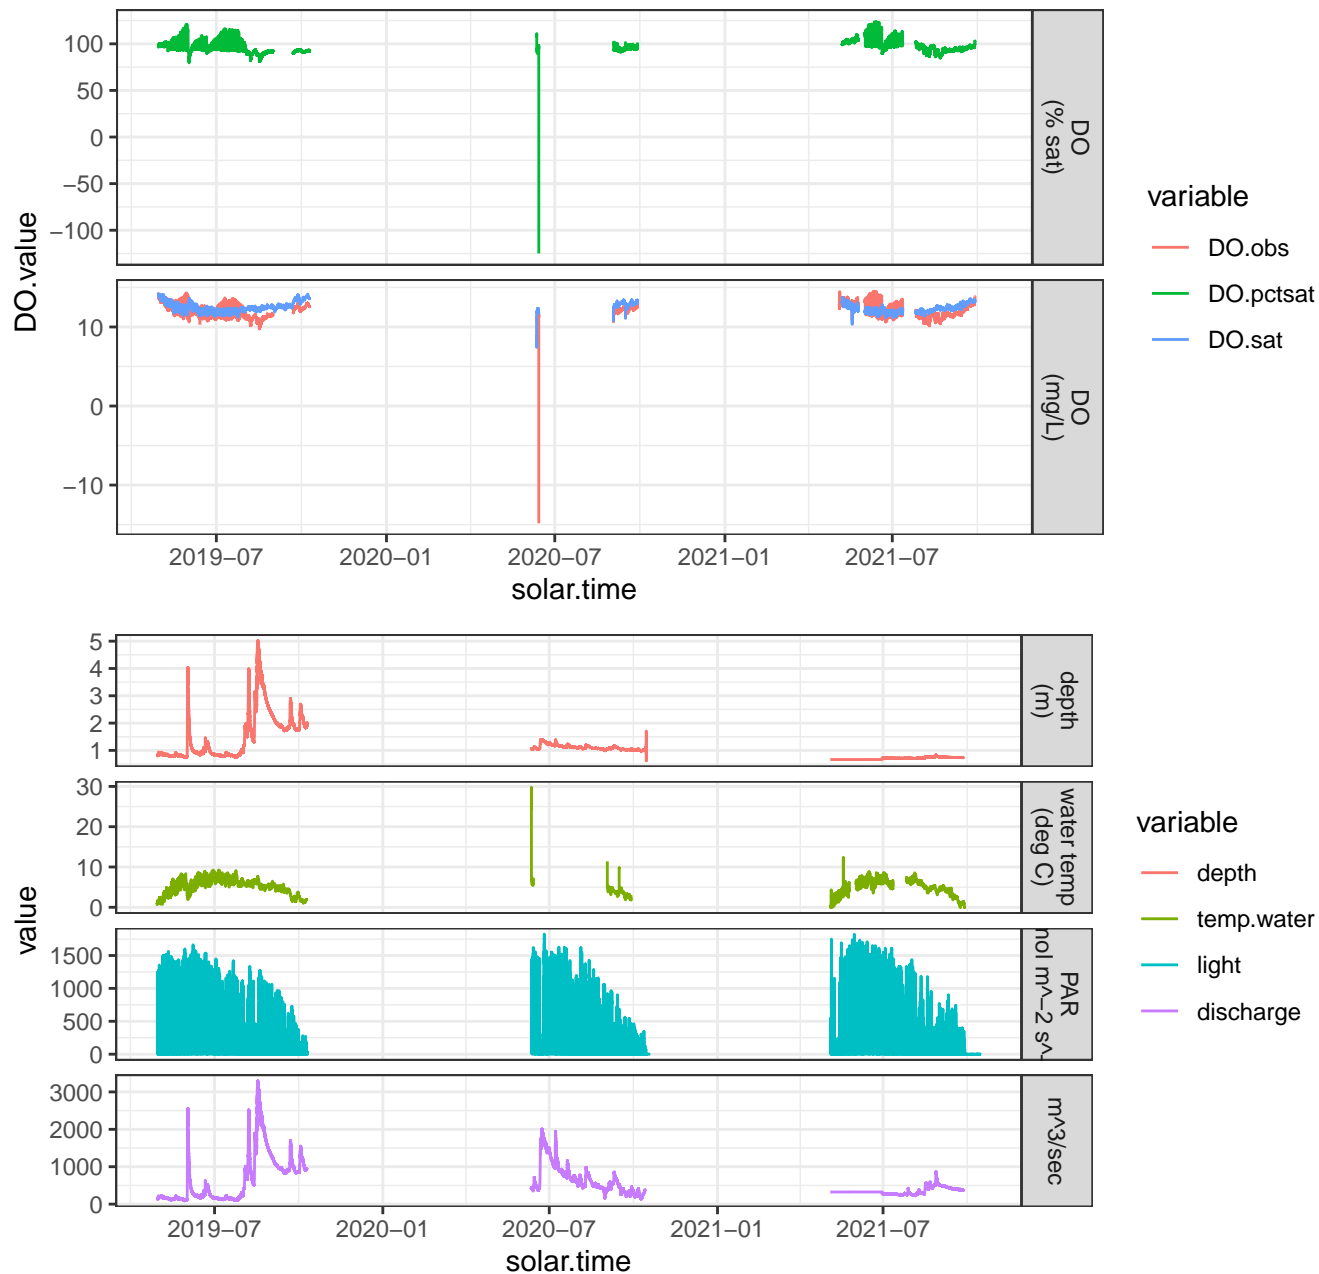 DO.value
100
50
0
−50
−100
DO
(% sat)
10
0
−10
DO
(mg/L)
2019−07
2020−01
2020−07
2021−01
2021−07
solar.time
variable
DO.obs
DO.pctsat
DO.sat
value
5
4
3
2
1
depth
(m)
30
20
10
0
water temp
(deg C)
1500
1000
500
0
PAR
mol m^−2 s^−
3000
2000
1000
0
m^3/sec
2019−07
2020−01
2020−07
2021−01
2021−07
solar.time
variable
depth
temp.water
light
discharge